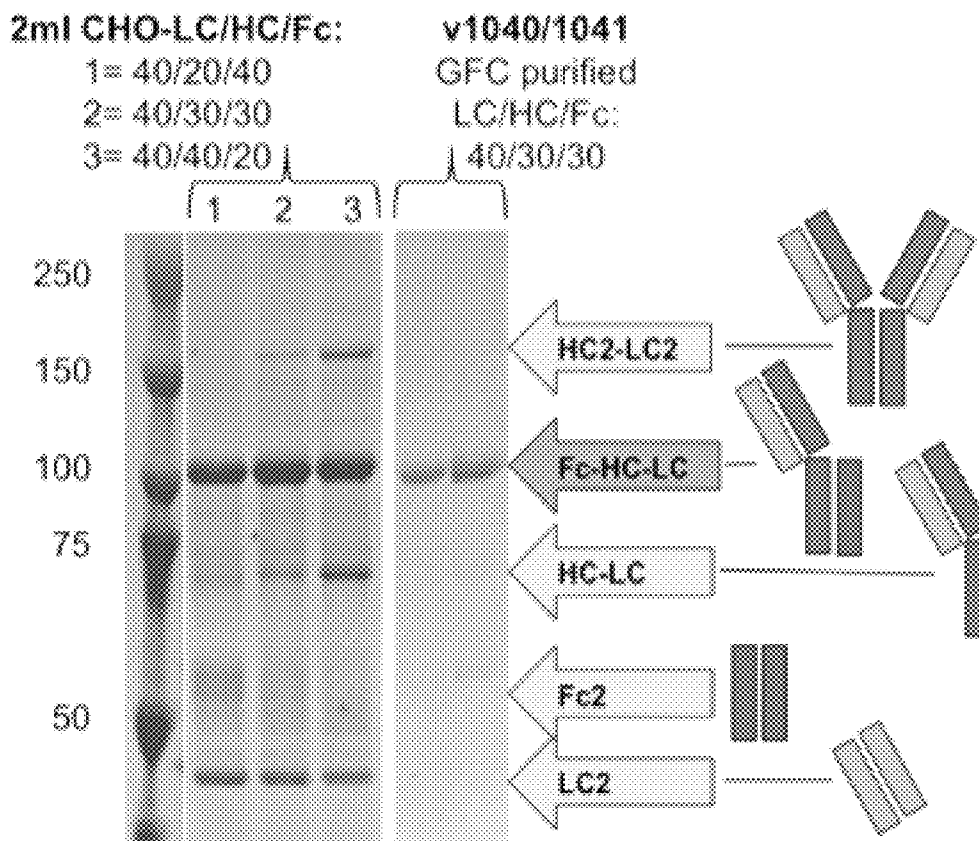 2ml CHO-LC/HC/Fc:
1= 40/20/40
2= 40/30/30
3= 40/40/20
v1040/1041
GFC purified
LC/HC/Fc:
40/30/30
1 2 3
250
150
100
75
50
HC2-LC2
Fc-HC-LC
HC-LC
Fc2
LC2